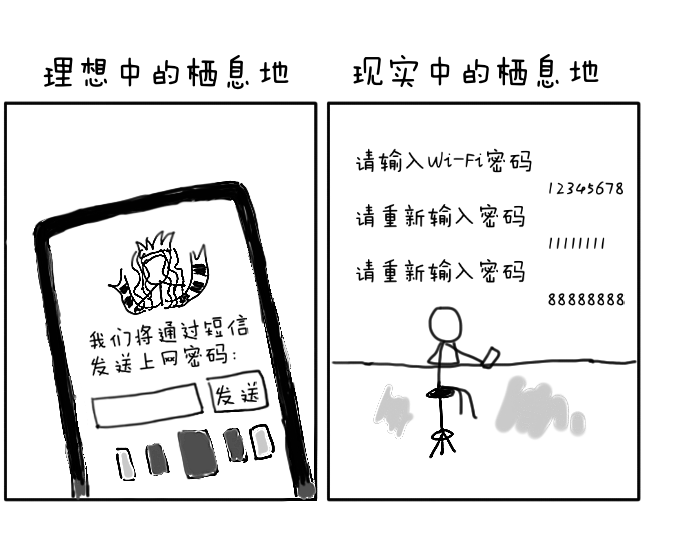 理想中的栖息地
现实中的栖息地
我们将通过短信
发送上网密码:
发送
请输入Wi-Fi密码
12345678
请重新输入密码
11111111
请重新输入密码
88888888